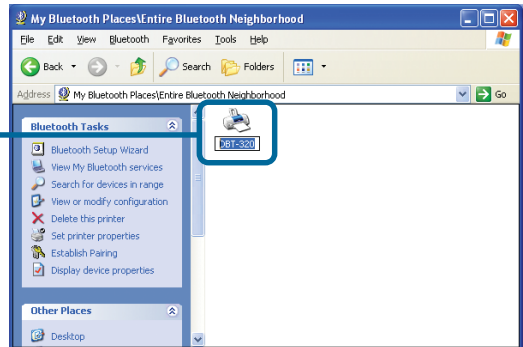 My Bluetooth Places\Entire Bluetooth Neighborhood
File Edit View Bluetooth Favorites Tools Help
Back Search Folders
Address My Bluetooth Places\Entire Bluetooth Neighborhood Go
Bluetooth Tasks
Bluetooth Setup Wizard
View My Bluetooth services
Search for devices in range
View or modify configuration
Delete this printer
Set printer properties
Establish Pairing
Display device properties
Other Places
Desktop
DBT-320